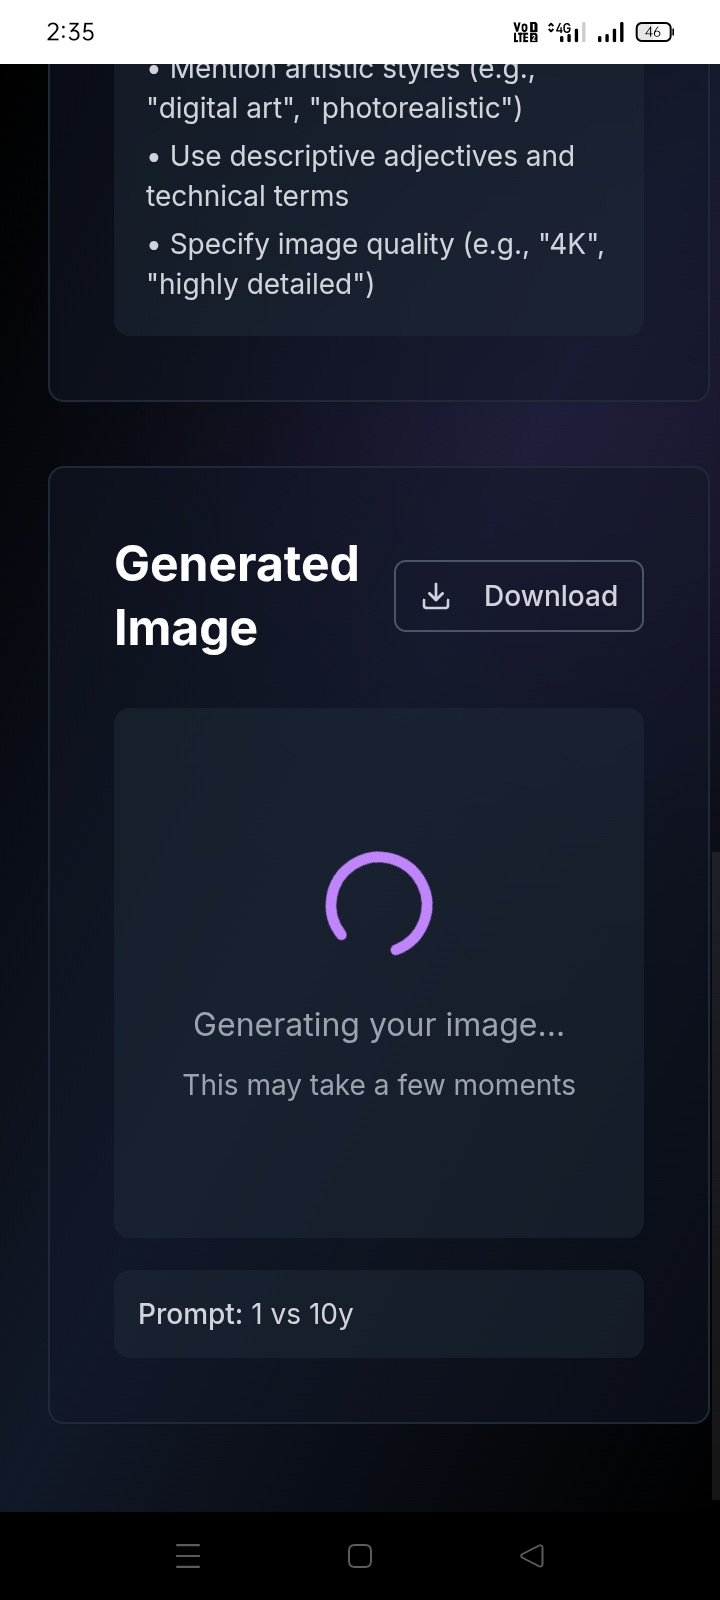 2:35
VoD
LTE2
4G
46
• Mention artistic styles (e.g.,
"digital art", "photorealistic")
• Use descriptive adjectives and
technical terms
• Specify image quality (e.g., "4K",
"highly detailed")
Generated
Image
Download
Generating your image...
This may take a few moments
Prompt: 1 vs 10y